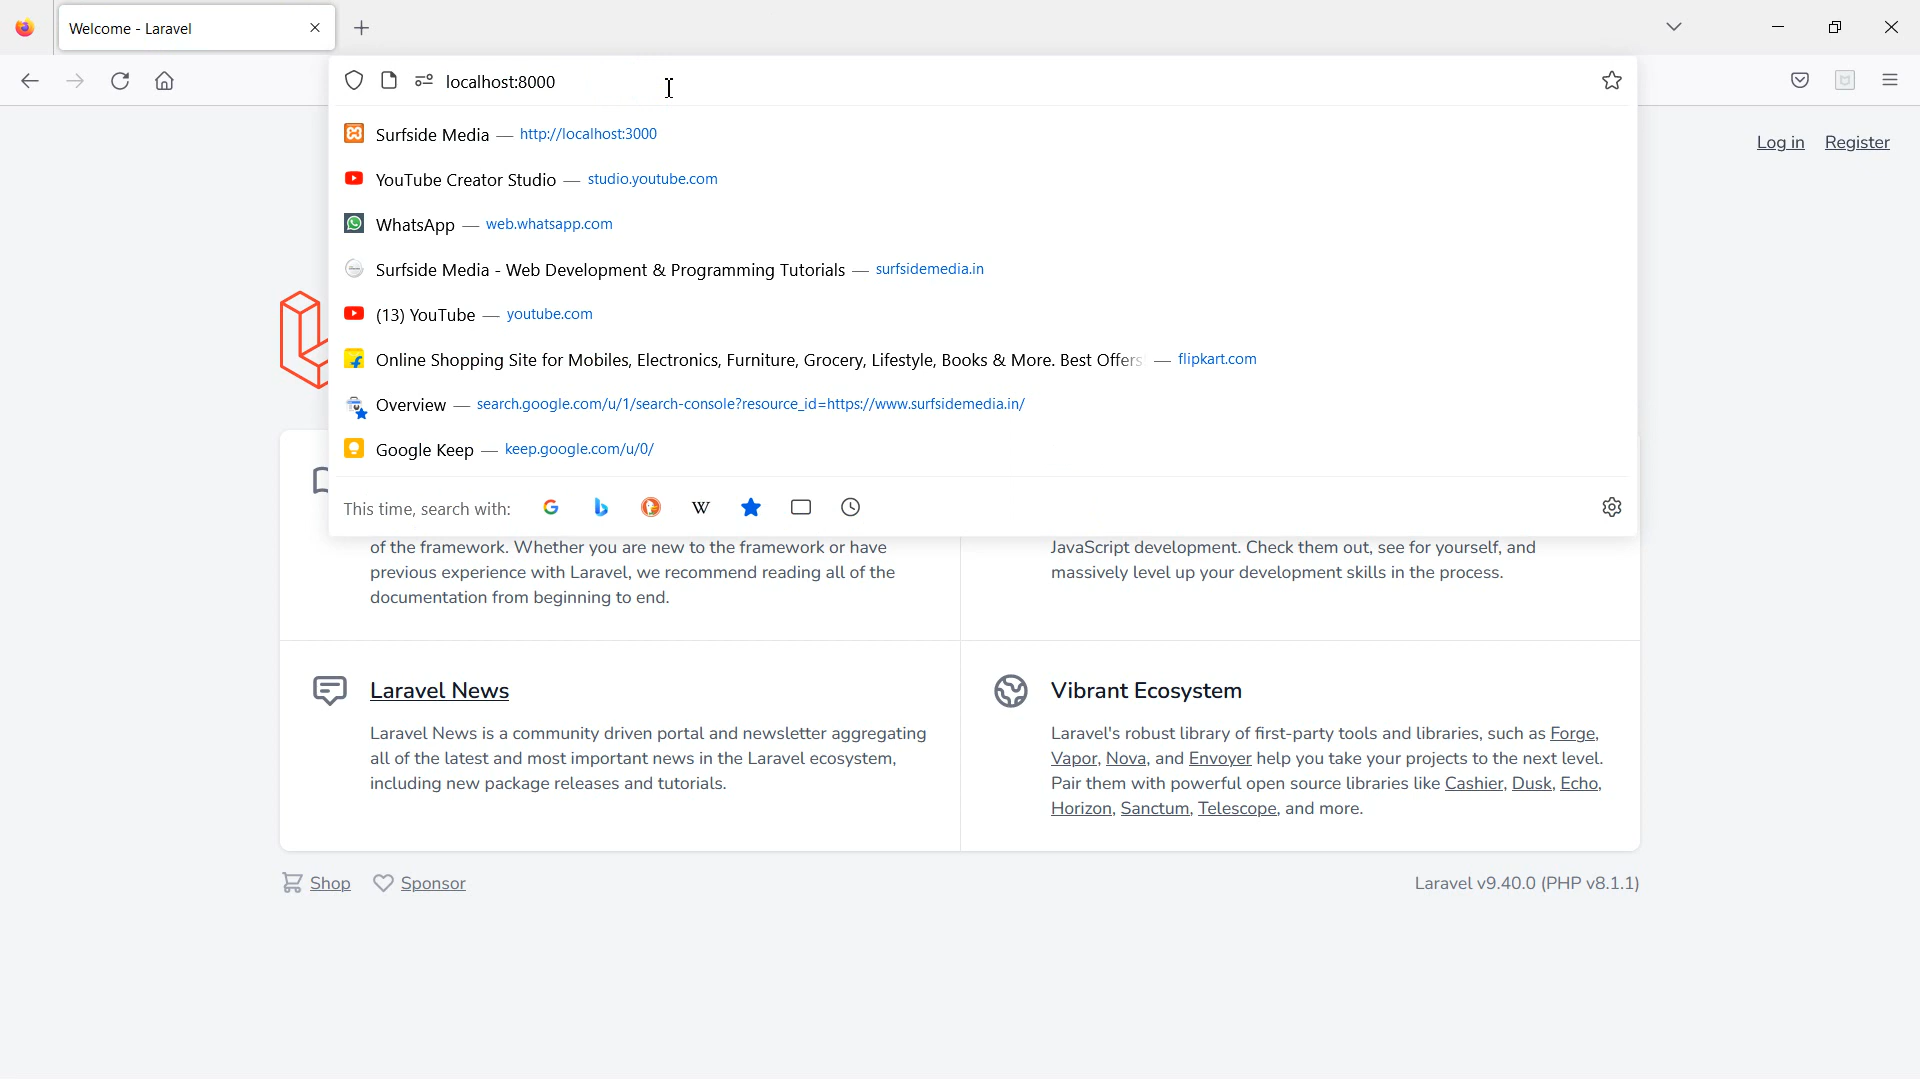 Welcome - Laravel
localhost:8000
Surfside Media — http://localhost:3000
YouTube Creator Studio — studio.youtube.com
WhatsApp — web.whatsapp.com
Surfside Media - Web Development & Programming Tutorials — surfsidemedia.in
(13) YouTube — youtube.com
Online Shopping Site for Mobiles, Electronics, Furniture, Grocery, Lifestyle, Books & More. Best Offers — flipkart.com
Overview — search.google.com/u/1/search-console?resource_id=https://www.surfsidemedia.in/
Google Keep — keep.google.com/u/0/
This time, search with:
Log in Register
of the framework. Whether you are new to the framework or have
previous experience with Laravel, we recommend reading all of the
documentation from beginning to end.
JavaScript development. Check them out, see for yourself, and
massively level up your development skills in the process.
Laravel News
Laravel News is a community driven portal and newsletter aggregating
all of the latest and most important news in the Laravel ecosystem,
including new package releases and tutorials.
Vibrant Ecosystem
Laravel's robust library of first-party tools and libraries, such as Forge,
Vapor, Nova, and Envoyer help you take your projects to the next level.
Pair them with powerful open source libraries like Cashier, Dusk, Echo,
Horizon, Sanctum, Telescope, and more.
Shop Sponsor
Laravel v9.40.0 (PHP v8.1.1)